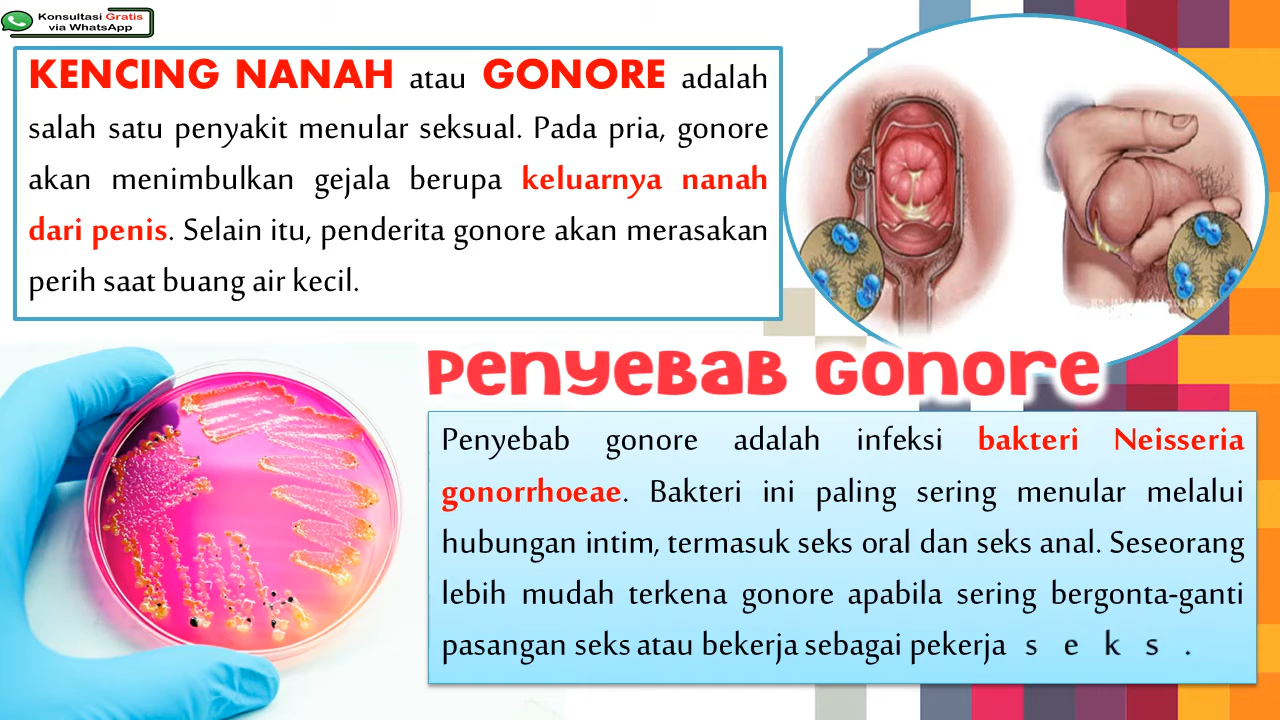 Konsultasi Gratis
via WhatsApp
KENCING NANAH atau GONORE adalah
salah satu penyakit menular seksual. Pada pria, gonore
akan menimbulkan gejala berupa keluarnya nanah
dari penis. Selain itu, penderita gonore akan merasakan
perih saat buang air kecil.
PENYEBAB GONORE
Penyebab gonore adalah infeksi bakteri Neisseria
gonorrhoeae. Bakteri ini paling sering menular melalui
hubungan intim, termasuk seks oral dan seks anal. Seseorang
lebih mudah terkena gonore apabila sering bergonta-ganti
pasangan seks atau bekerja sebagai pekerja s e k s .